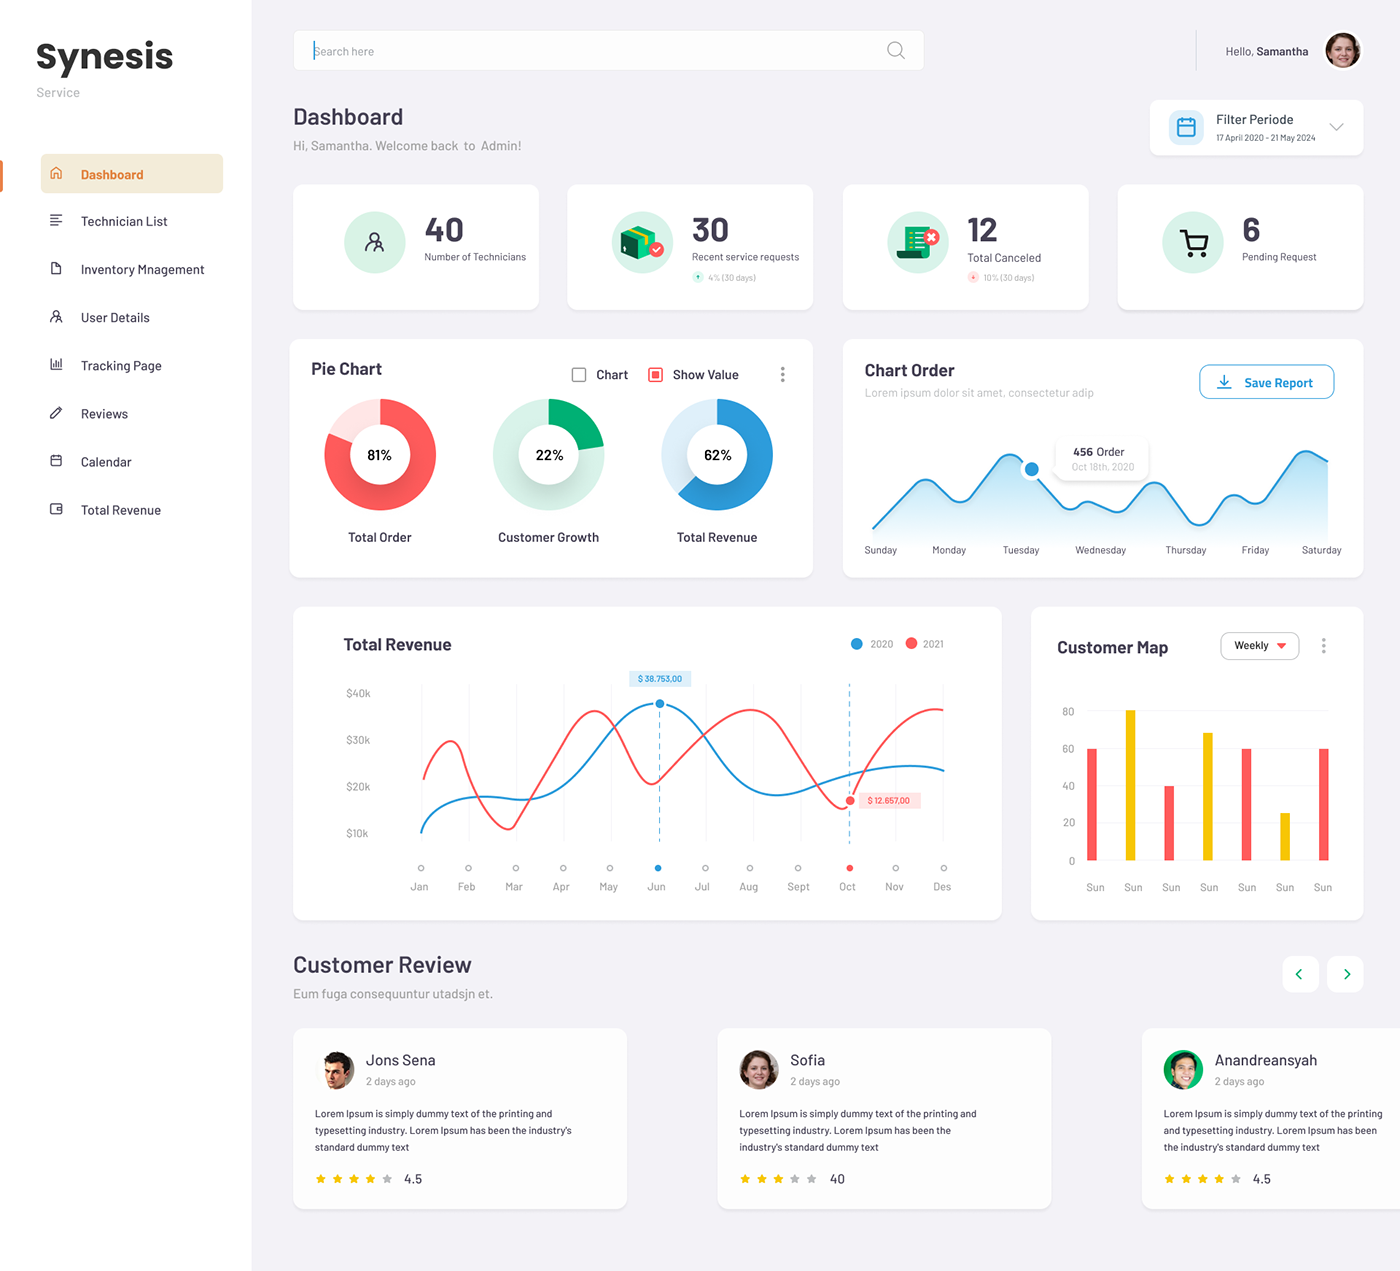 Synesis
Service
Search here
Hello, Samantha
Dashboard
Technician List
Inventory Mnagement
User Details
Tracking Page
Reviews
Calendar
Total Revenue
Dashboard
Hi, Samantha. Welcome back to Admin!
Filter Periode
17 April 2020 - 21 May 2024
40
Number of Technicians
30
Recent service requests
4% (30 days)
12
Total Canceled
10% (30 days)
6
Pending Request
Pie Chart
Chart
Show Value
81%
22%
62%
Total Order
Customer Growth
Total Revenue
Chart Order
Lorem ipsum dolor sit amet, consectetur adip
Save Report
456 Order
Oct 18th, 2020
Sunday Monday Tuesday Wednesday Thursday Friday Saturday
Total Revenue
2020 2021
$ 38.753,00
$40k
$30k
$20k
$10k
$ 12.657,00
Jan Feb Mar Apr May Jun Jul Aug Sept Oct Nov Des
Customer Map
Weekly
80
60
40
20
0
Sun Sun Sun Sun Sun Sun Sun
Customer Review
Eum fuga consequuntur utadsjn et.
Jons Sena
2 days ago
Lorem Ipsum is simply dummy text of the printing and
typesetting industry. Lorem Ipsum has been the industry's
standard dummy text
4.5
Sofia
2 days ago
Lorem Ipsum is simply dummy text of the printing and
typesetting industry. Lorem Ipsum has been the
industry's standard dummy text
40
Anandreansyah
2 days ago
Lorem Ipsum is simply dummy text of the printing
and typesetting industry. Lorem Ipsum has been
the industry's standard dummy text
4.5